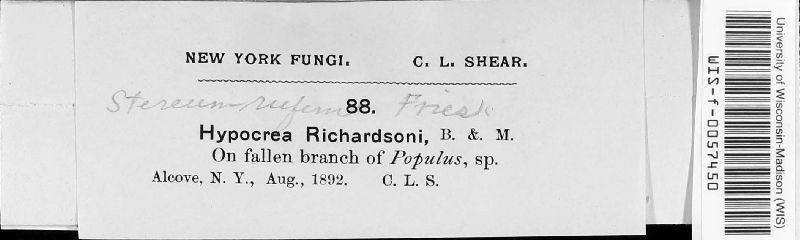 NEW YORK FUNGI. C. L. SHEAR.
Stereum rufum Fries
88.
Hypocrea Richardsoni, B. & M.
On fallen branch of Populus, sp.
Alcove, N. Y., Aug., 1892. C. L. S.
University of Wisconsin-Madison (WIS)
WIS-f-0057450